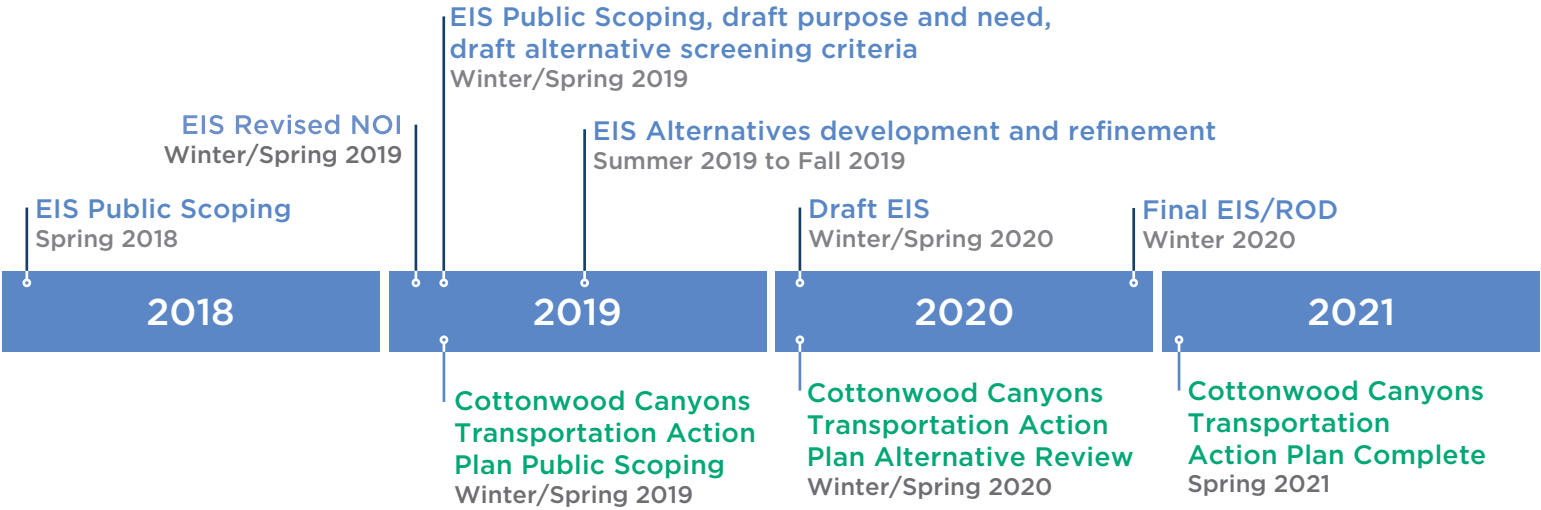 EIS Public Scoping, draft purpose and need,
draft alternative screening criteria
Winter/Spring 2019
EIS Revised NOI
Winter/Spring 2019
EIS Alternatives development and refinement
Summer 2019 to Fall 2019
EIS Public Scoping
Spring 2018
Draft EIS
Winter/Spring 2020
Final EIS/ROD
Winter 2020
2018
2019
2020
2021
Cottonwood Canyons
Transportation Action
Plan Public Scoping
Winter/Spring 2019
Cottonwood Canyons
Transportation Action
Plan Alternative Review
Winter/Spring 2020
Cottonwood Canyons
Transportation
Action Plan Complete
Spring 2021